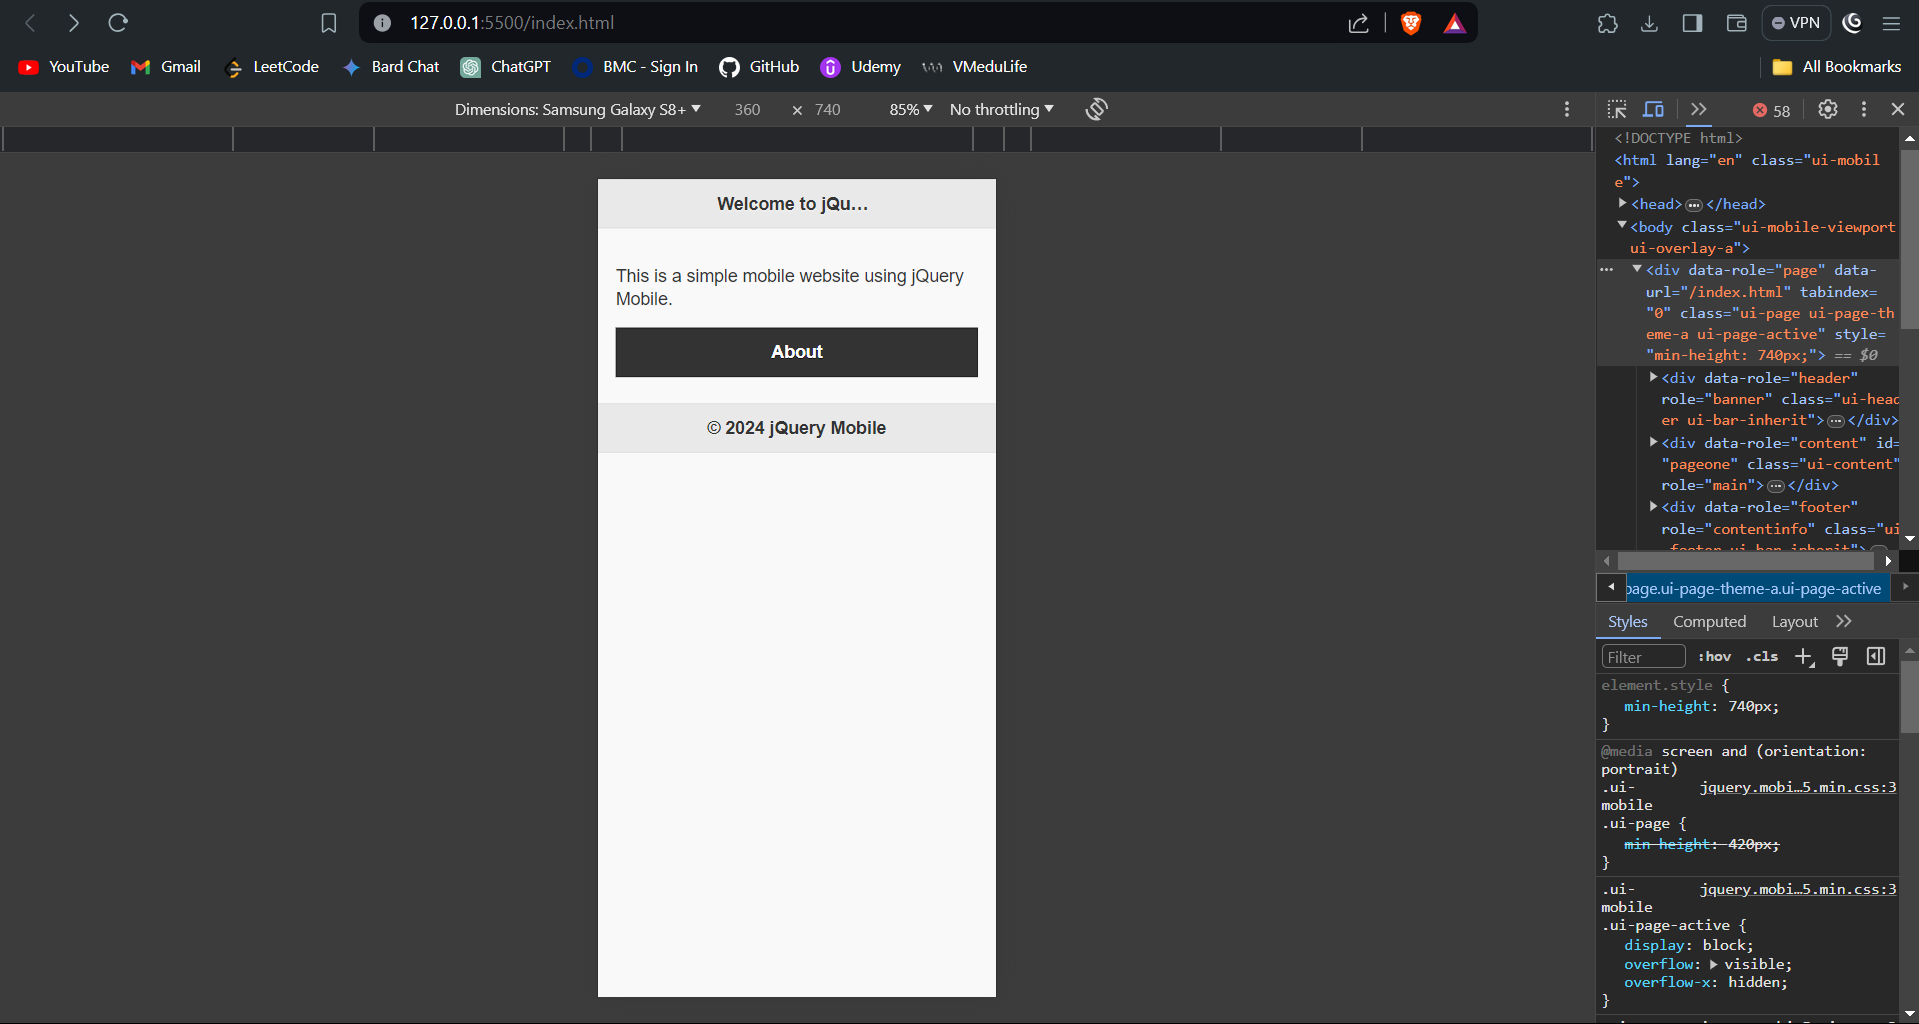 127.0.0.1:5500/index.html
VPN
YouTube
Gmail
LeetCode
Bard Chat
ChatGPT
BMC - Sign In
GitHub
Udemy
VMeduLife
All Bookmarks
Dimensions: Samsung Galaxy S8+ 360 × 740 85% No throttling
58
Welcome to jQu...
This is a simple mobile website using jQuery
Mobile.
About
© 2024 jQuery Mobile
<!DOCTYPE html>
<html lang="en" class="ui-mobil
e">
<head>…</head>
<body class="ui-mobile-viewport
ui-overlay-a">
<div data-role="page" data-
url="/index.html" tabindex=
"0" class="ui-page ui-page-th
eme-a ui-page-active" style=
"min-height: 740px;"> == $0
<div data-role="header"
role="banner" class="ui-head
er ui-bar-inherit">…</div>
<div data-role="content" id=
"pageone" class="ui-content"
role="main">…</div>
<div data-role="footer"
role="contentinfo" class="ui
-footer ui-bar-inherit">…
page.ui-page-theme-a.ui-page-active
Styles Computed Layout
Filter :hov .cls
element.style {
min-height: 740px;
}
@media screen and (orientation:
portrait)
.ui- jquery.mobi…5.min.css:3
mobile
.ui-page {
min-height: 420px;
}
.ui- jquery.mobi…5.min.css:3
mobile
.ui-page-active {
display: block;
overflow: visible;
overflow-x: hidden;
}